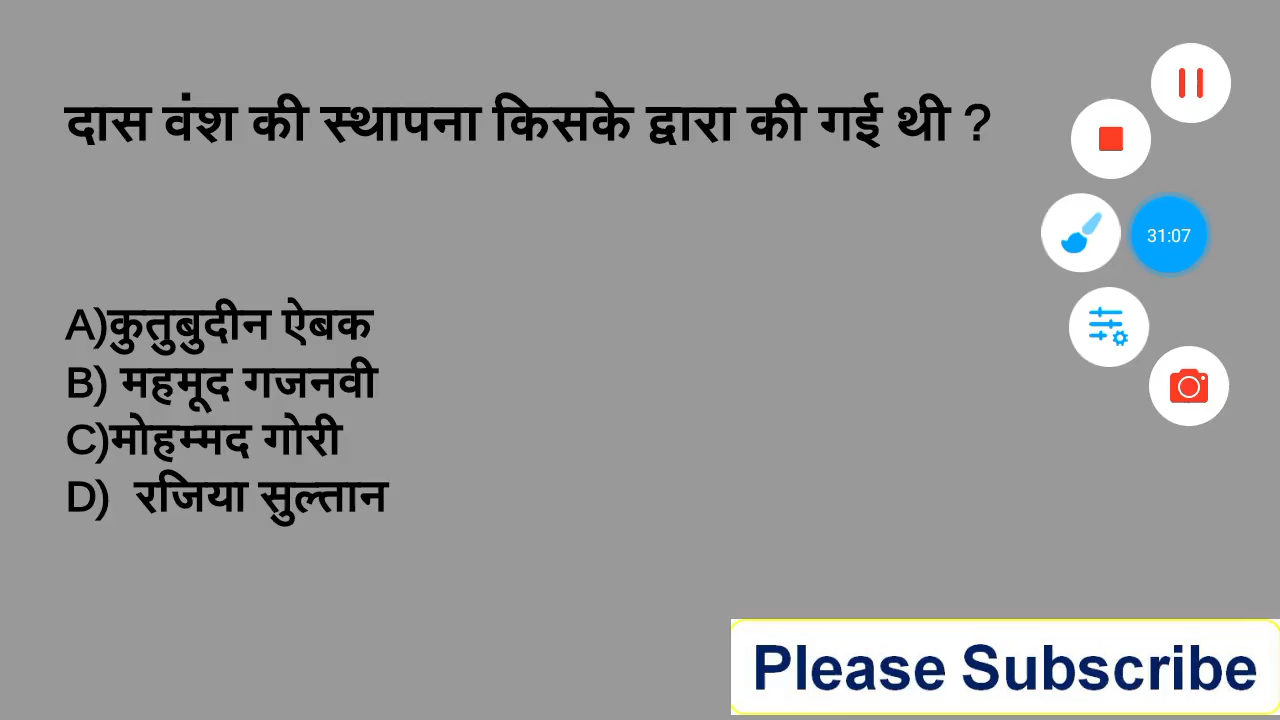 दास वंश की स्थापना किसके द्वारा की गई थी ?
A)कुतुबुदीन ऐबक
B) महमूद गजनवी
C)मोहम्मद गोरी
D) रजिया सुल्तान
31:07
Please Subscribe